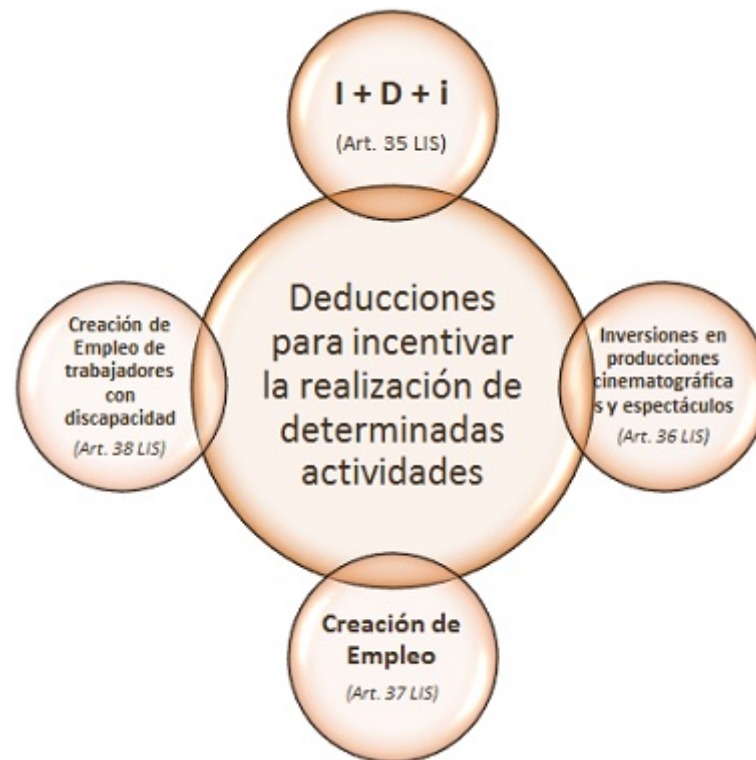 I + D + i
(Art. 35 LIS)
Deducciones
para incentivar
la realización de
determinadas
actividades
Creación de
Empleo de
trabajadores
con
discapacidad
(Art. 38 LIS)
Inversiones en
producciones
cinematográfica
s y espectáculos
(Art. 36 LIS)
Creación de
Empleo
(Art. 37 LIS)